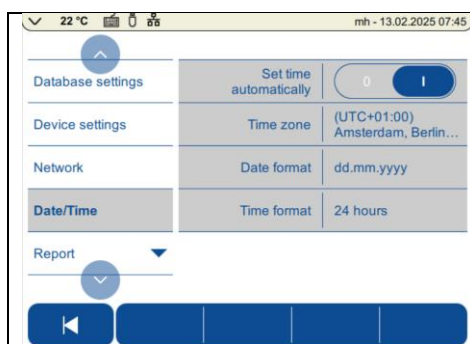 22 °C
mh - 13.02.2025 07:45
Database settings
Device settings
Network
Date/Time
Report
Set time
automatically
0 I
Time zone
(UTC+01:00)
Amsterdam, Berlin...
Date format
dd.mm.yyyy
Time format
24 hours